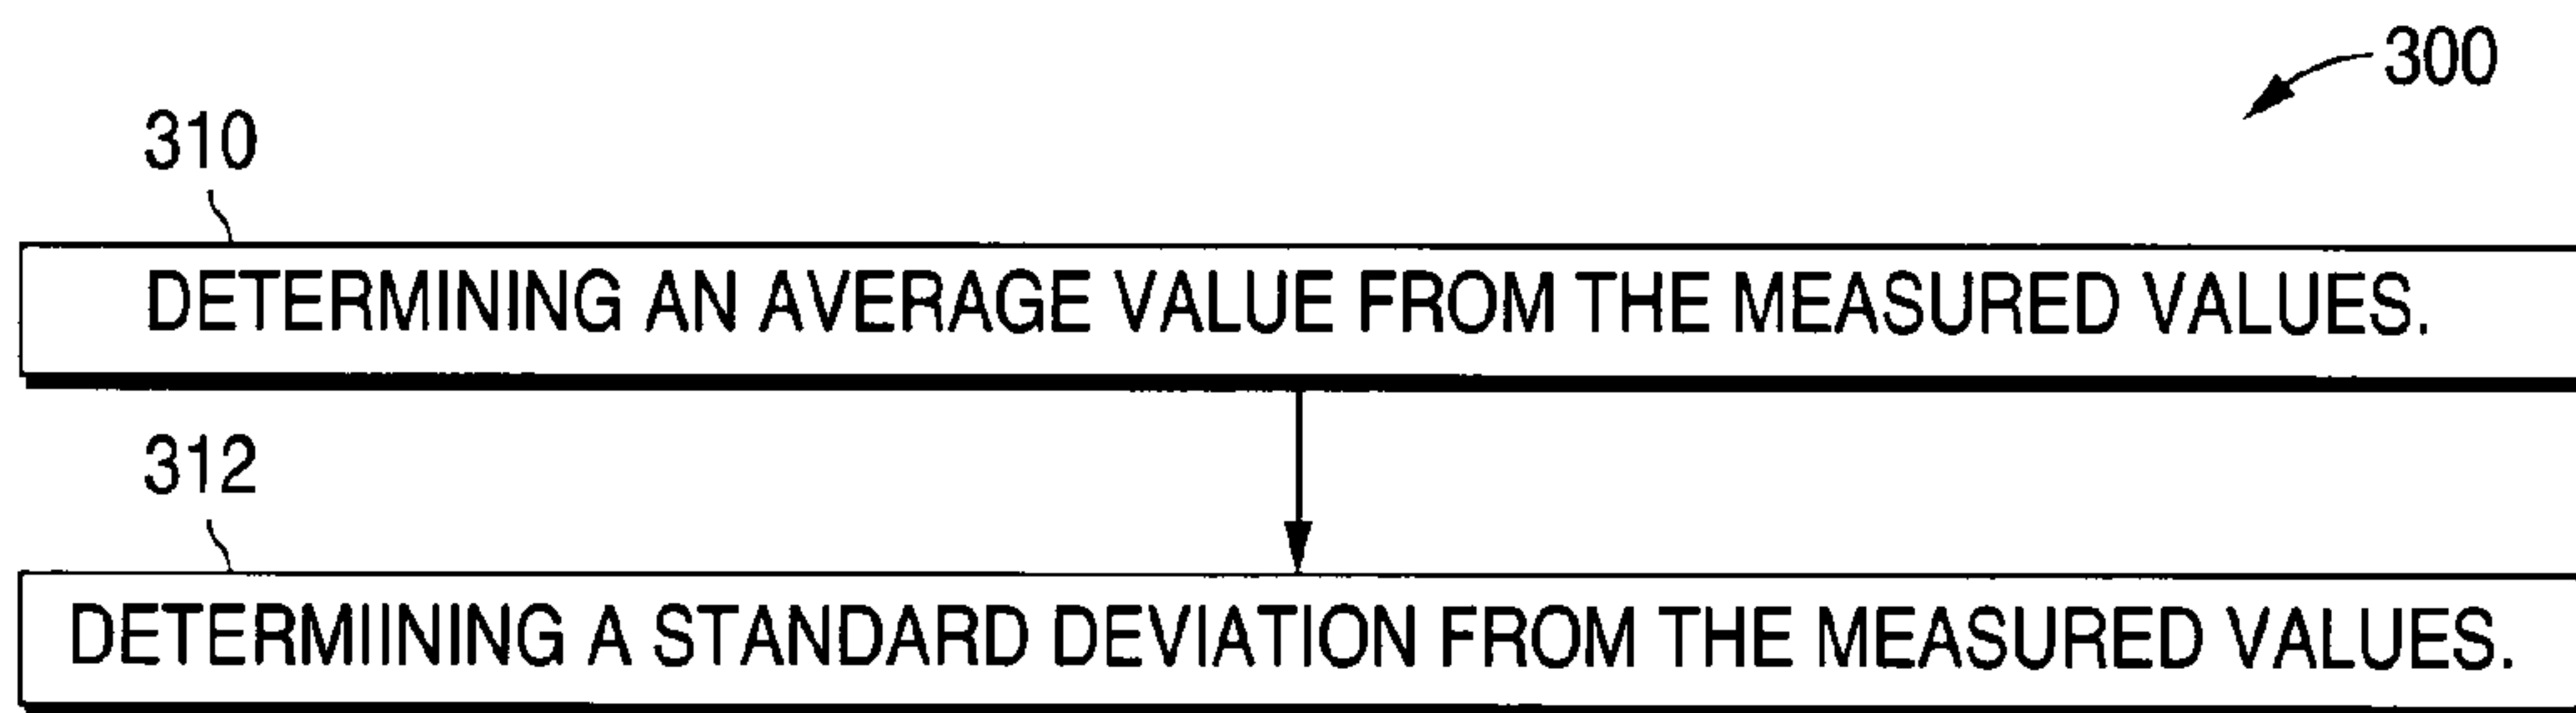 300
310
DETERMINING AN AVERAGE VALUE FROM THE MEASURED VALUES.
312
DETERMIINING A STANDARD DEVIATION FROM THE MEASURED VALUES.